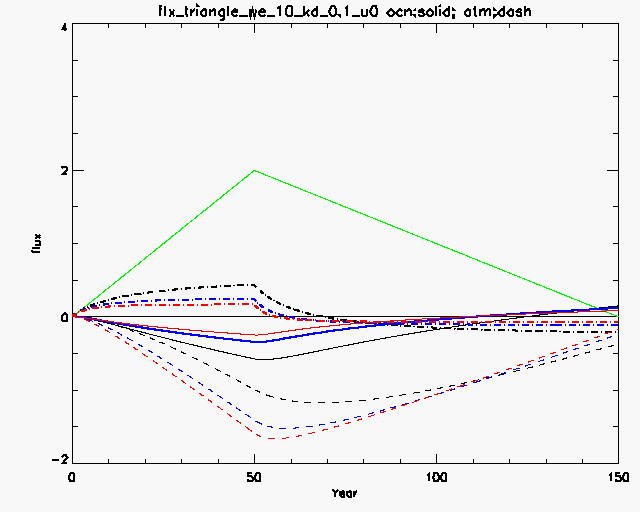 flx_triangle_we_10_kd_0.1_u0 ocn:solid; atm:dash
4
2
flux
0
-2
0
50
100
150
Year